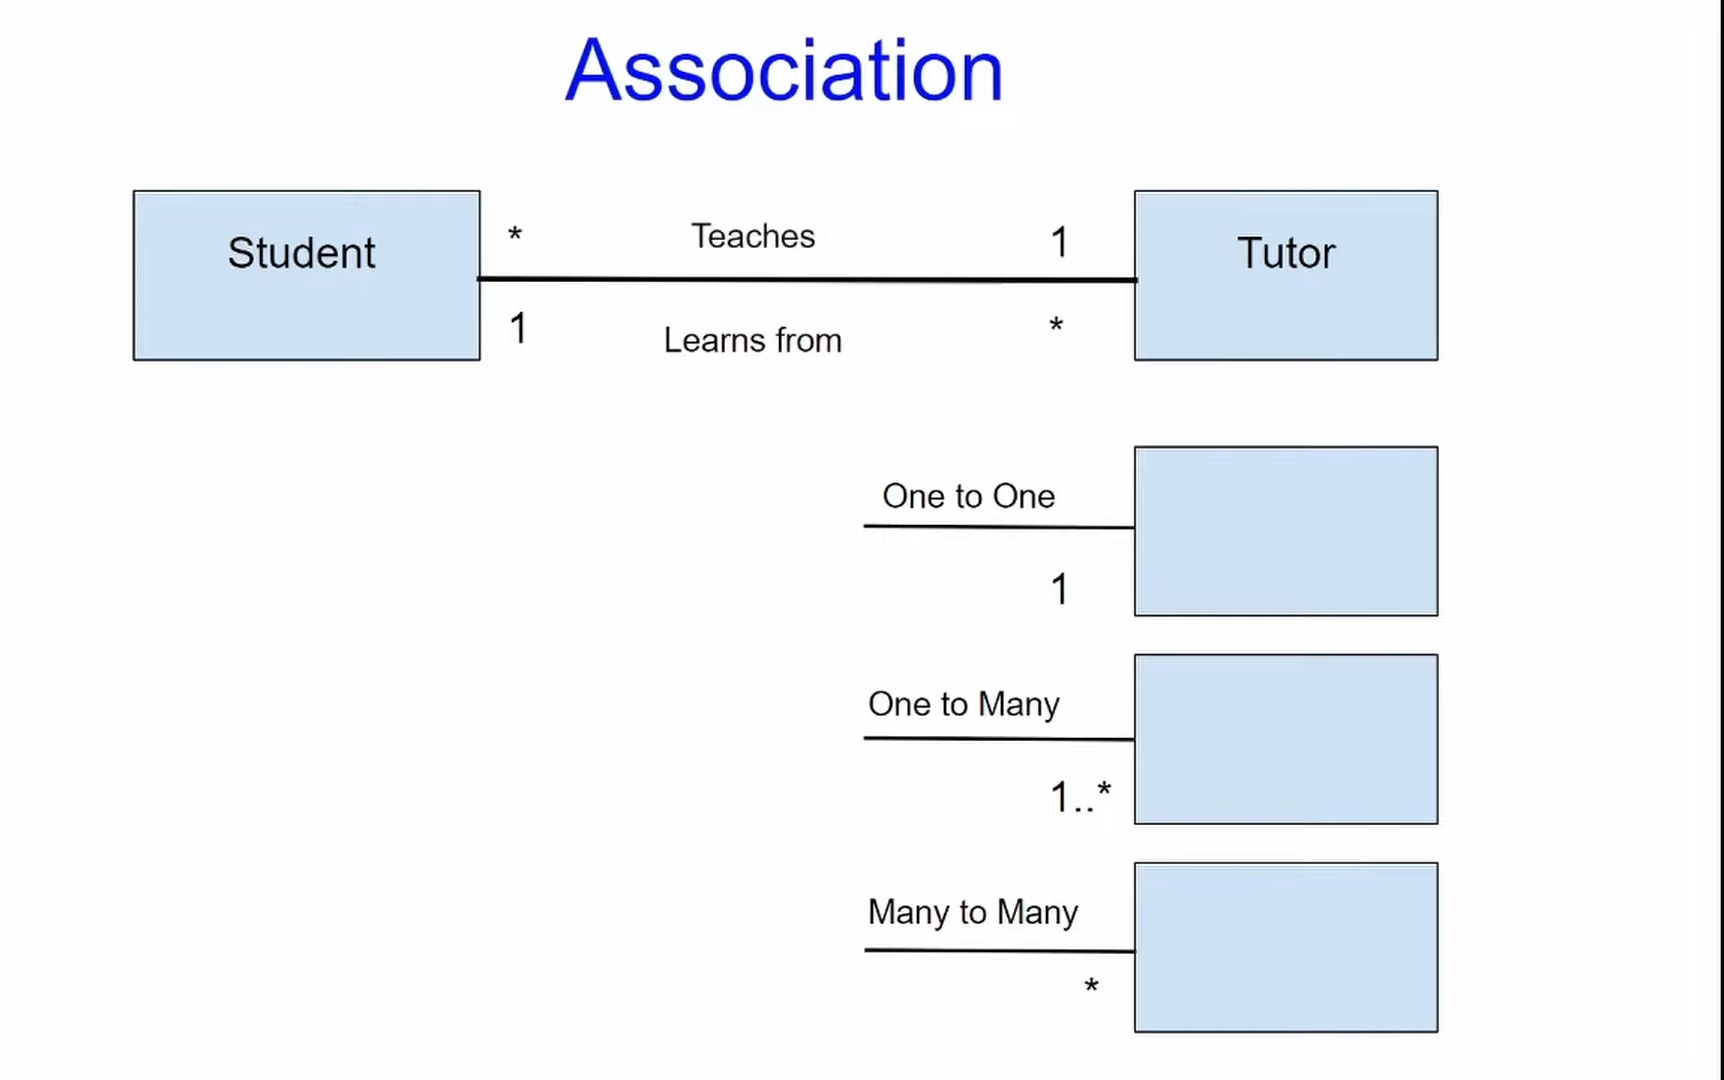 Association
Student
*
Teaches
1
Tutor
1
Learns from
*
One to One
1
One to Many
1..*
Many to Many
*